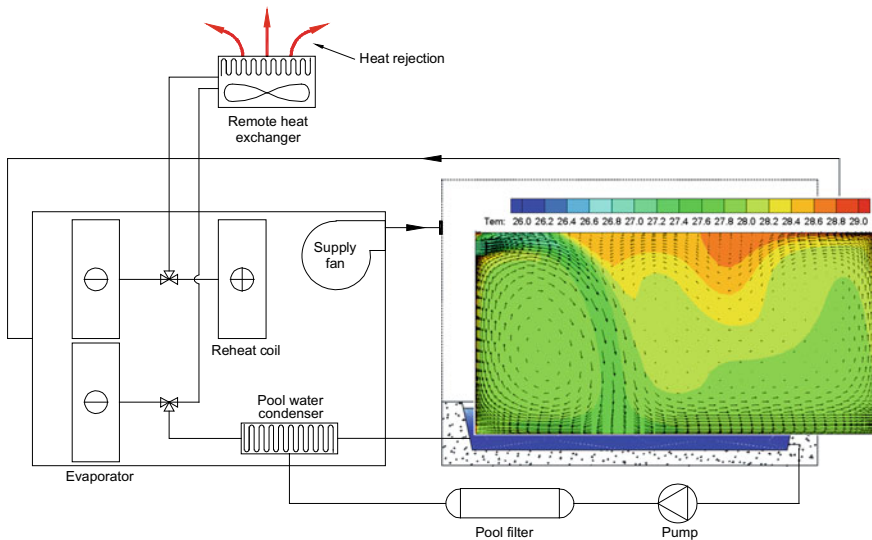 Heat rejection
Remote heat
exchanger
Tem: 26.0 26.2 26.4 26.6 26.8 27.0 27.2 27.4 27.6 27.8 28.0 28.2 28.4 28.6 28.8 29.0
Supply
fan
Reheat coil
Pool water
condenser
Evaporator
Pool filter
Pump